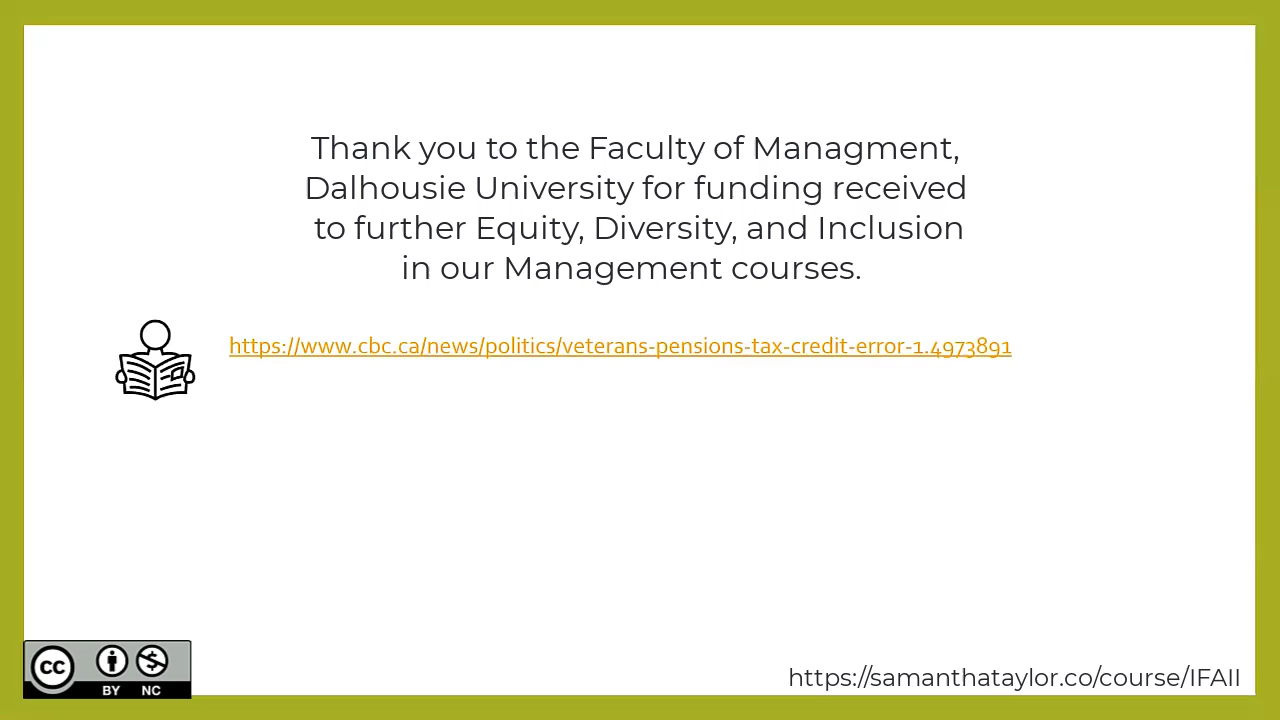 Thank you to the Faculty of Managment,
Dalhousie University for funding received
to further Equity, Diversity, and Inclusion
in our Management courses.
https://www.cbc.ca/news/politics/veterans-pensions-tax-credit-error-1.4973891
CC
BY NC
https://samanthataylor.co/course/IFAII